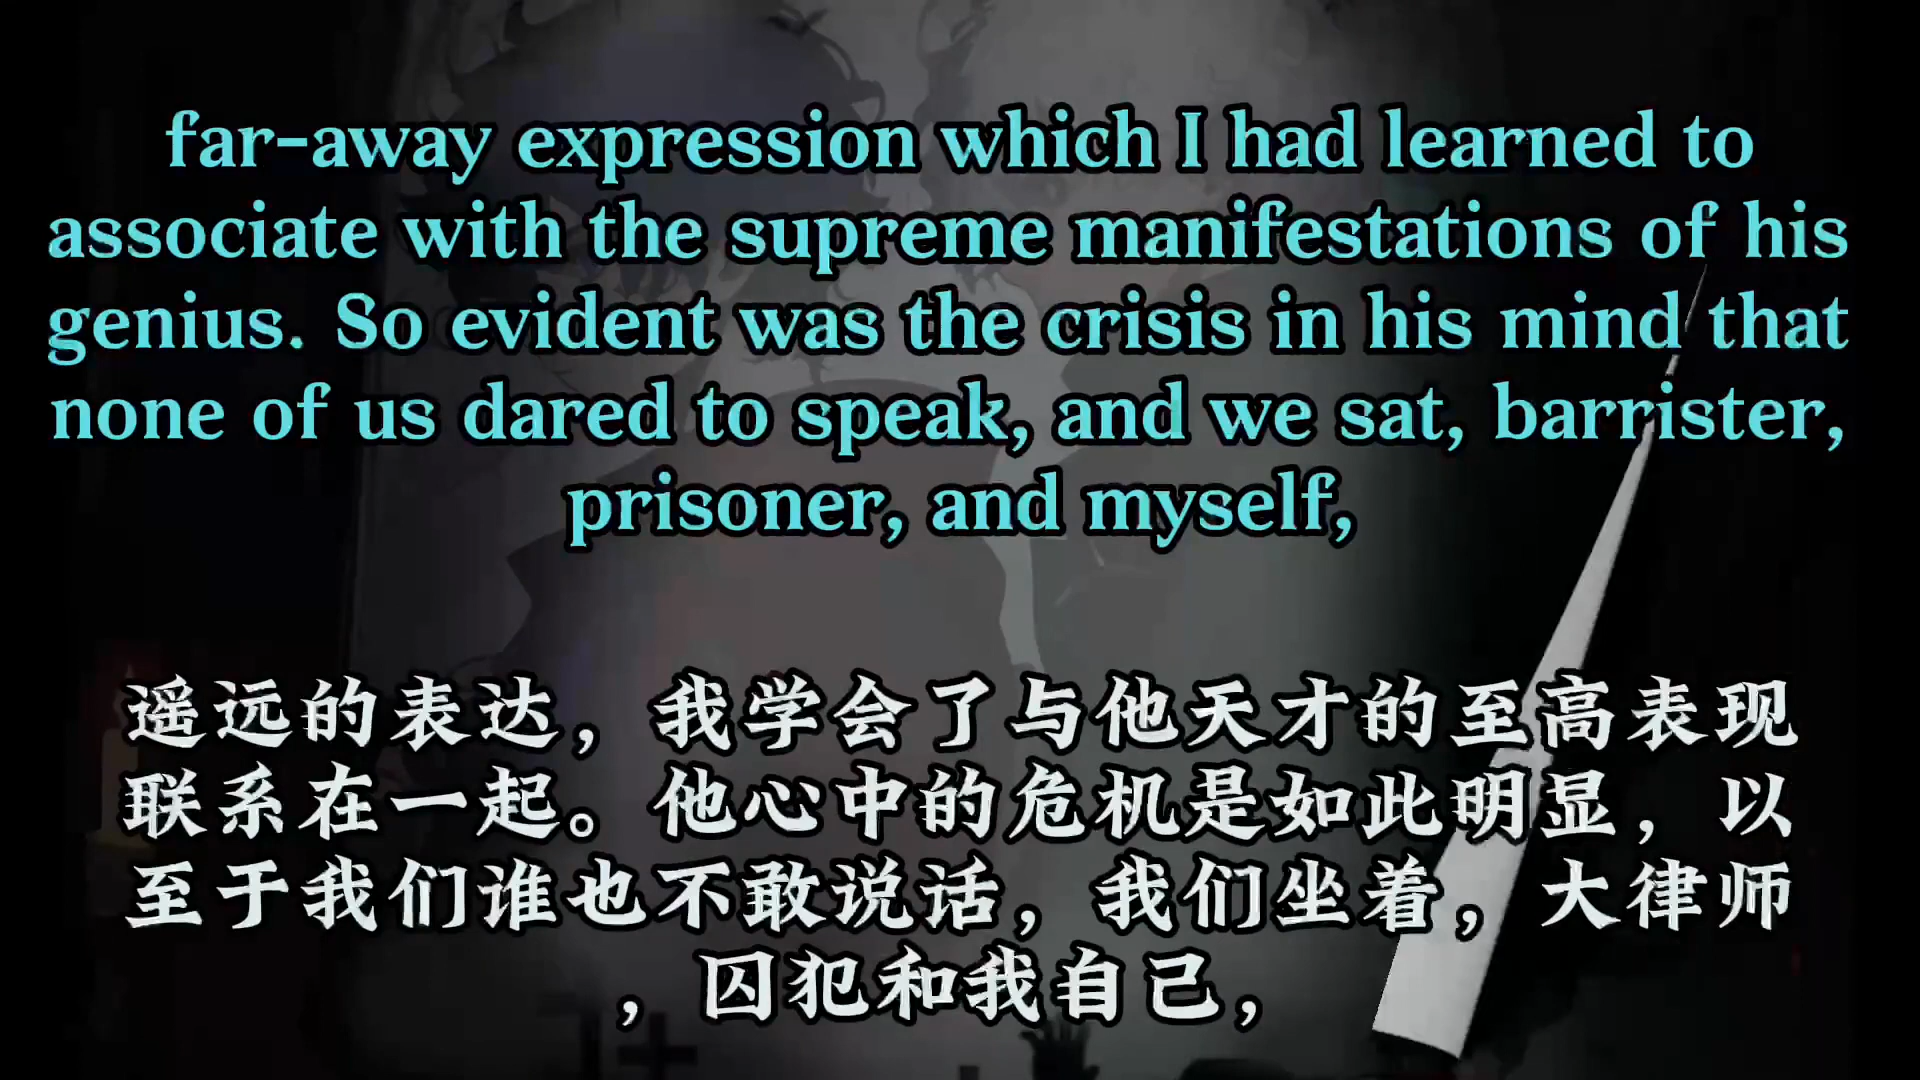 far-away expression which I had learned to
associate with the supreme manifestations of his
genius. So evident was the crisis in his mind that
none of us dared to speak, and we sat, barrister,
prisoner, and myself,
遥远的表达，我学会了与他天才的至高表现
联系在一起。他心中的危机是如此明显，以
至于我们谁也不敢说话，我们坐着，大律师
，囚犯和我自己，